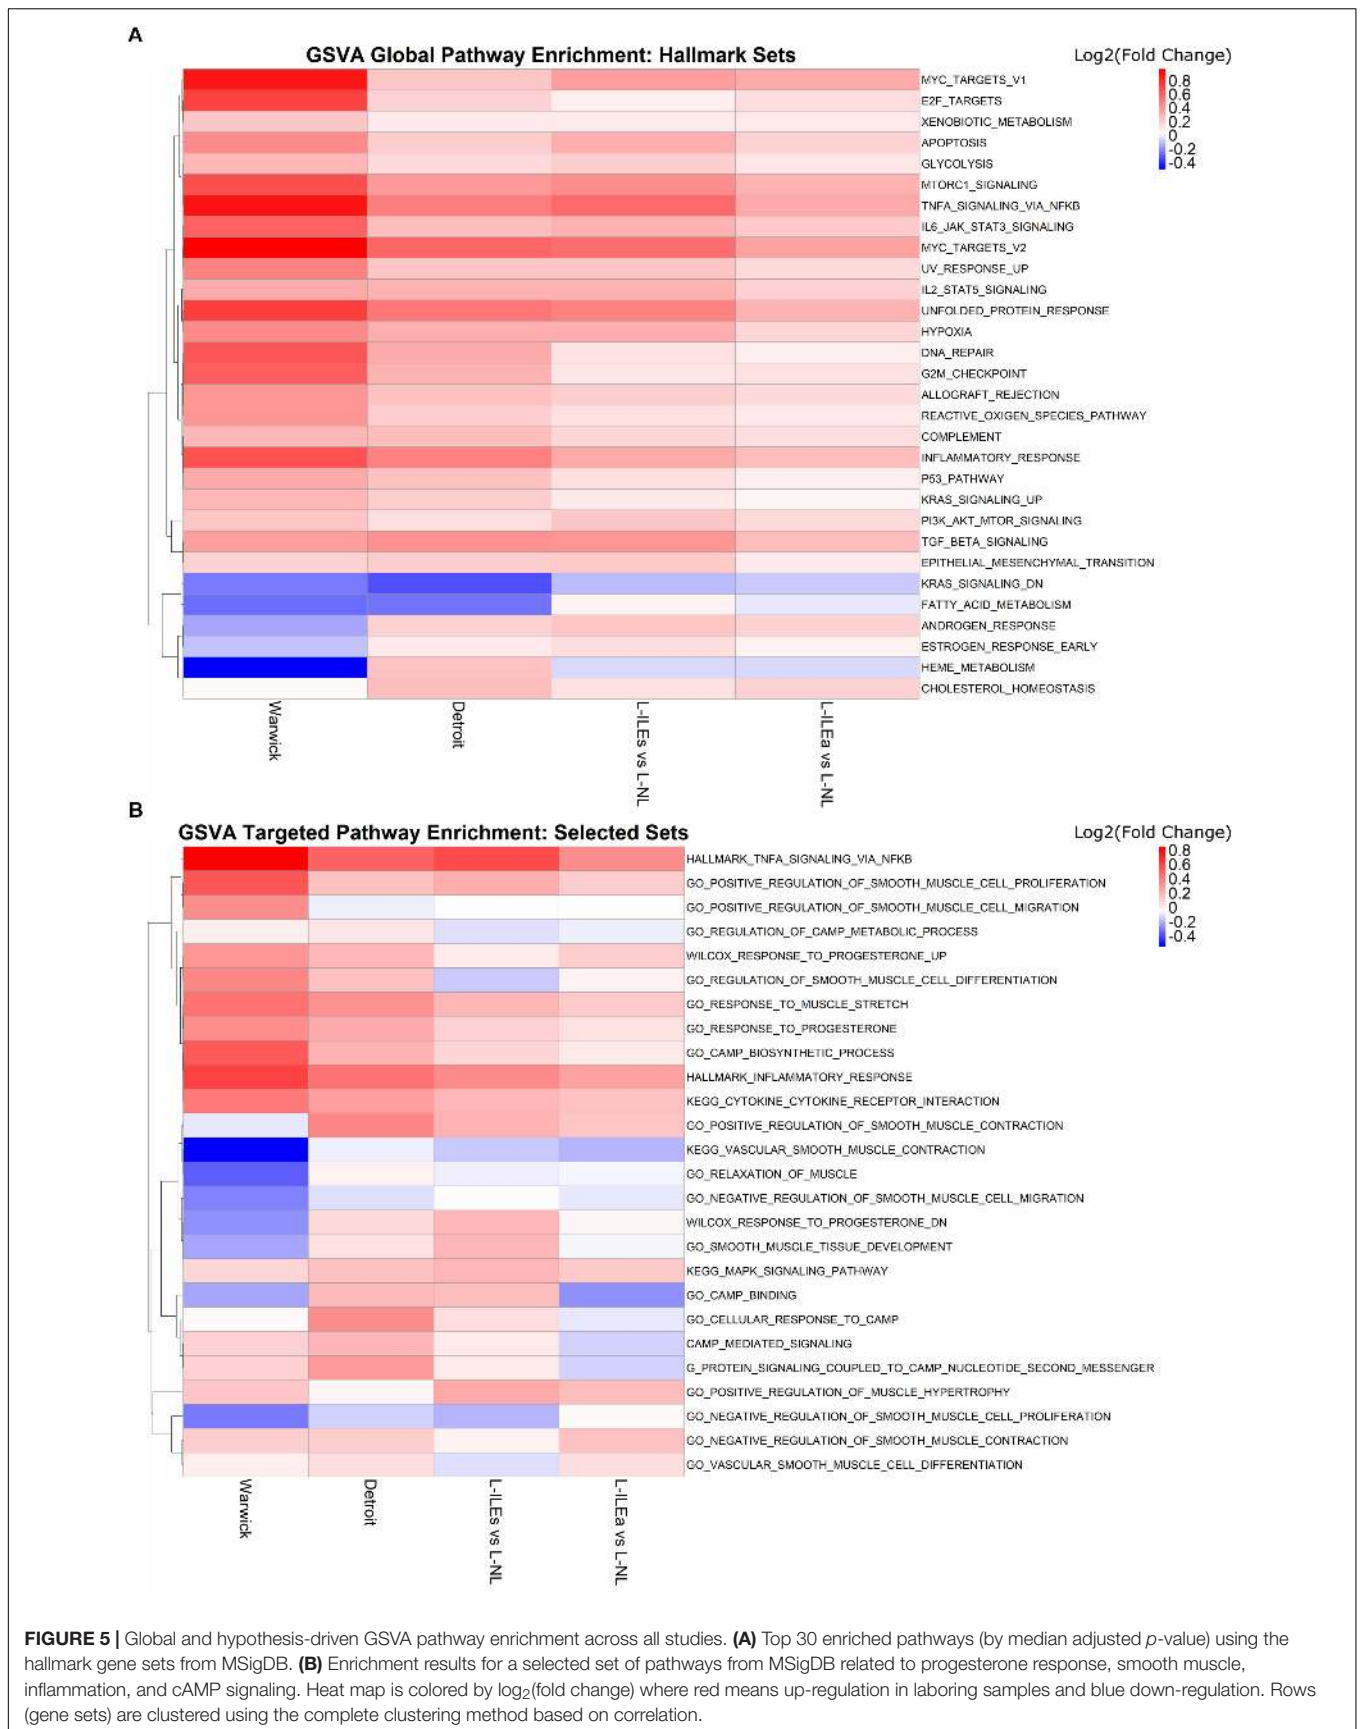 A
GSVA Global Pathway Enrichment: Hallmark Sets
Log2(Fold Change)
0.8
0.6
0.4
0.2
0
-0.2
-0.4
MYC_TARGETS_V1
E2F_TARGETS
XENOBIOTIC_METABOLISM
APOPTOSIS
GLYCOLYSIS
MTORC1_SIGNALING
TNFA_SIGNALING_VIA_NFKB
IL6_JAK_STAT3_SIGNALING
MYC_TARGETS_V2
UV_RESPONSE_UP
IL2_STAT5_SIGNALING
UNFOLDED_PROTEIN_RESPONSE
HYPOXIA
DNA_REPAIR
G2M_CHECKPOINT
ALLOGRAFT_REJECTION
REACTIVE_OXIGEN_SPECIES_PATHWAY
COMPLEMENT
INFLAMMATORY_RESPONSE
P53_PATHWAY
KRAS_SIGNALING_UP
PI3K_AKT_MTOR_SIGNALING
TGF_BETA_SIGNALING
EPITHELIAL_MESENCHYMAL_TRANSITION
KRAS_SIGNALING_DN
FATTY_ACID_METABOLISM
ANDROGEN_RESPONSE
ESTROGEN_RESPONSE_EARLY
HEME_METABOLISM
CHOLESTEROL_HOMEOSTASIS
Warwick
Detroit
L-ILEs vs L-NL
L-ILEa vs L-NL
B
GSVA Targeted Pathway Enrichment: Selected Sets
Log2(Fold Change)
0.8
0.6
0.4
0.2
0
-0.2
-0.4
HALLMARK_TNFA_SIGNALING_VIA_NFKB
GO_POSITIVE_REGULATION_OF_SMOOTH_MUSCLE_CELL_PROLIFERATION
GO_POSITIVE_REGULATION_OF_SMOOTH_MUSCLE_CELL_MIGRATION
GO_REGULATION_OF_CAMP_METABOLIC_PROCESS
WILCOX_RESPONSE_TO_PROGESTERONE_UP
GO_REGULATION_OF_SMOOTH_MUSCLE_CELL_DIFFERENTIATION
GO_RESPONSE_TO_MUSCLE_STRETCH
GO_RESPONSE_TO_PROGESTERONE
GO_CAMP_BIOSYNTHETIC_PROCESS
HALLMARK_INFLAMMATORY_RESPONSE
KEGG_CYTOKINE_CYTOKINE_RECEPTOR_INTERACTION
GO_POSITIVE_REGULATION_OF_SMOOTH_MUSCLE_CONTRACTION
KEGG_VASCULAR_SMOOTH_MUSCLE_CONTRACTION
GO_RELAXATION_OF_MUSCLE
GO_NEGATIVE_REGULATION_OF_SMOOTH_MUSCLE_CELL_MIGRATION
WILCOX_RESPONSE_TO_PROGESTERONE_DN
GO_SMOOTH_MUSCLE_TISSUE_DEVELOPMENT
KEGG_MAPK_SIGNALING_PATHWAY
GO_CAMP_BINDING
GO_CELLULAR_RESPONSE_TO_CAMP
CAMP_MEDIATED_SIGNALING
G_PROTEIN_SIGNALING_COUPLED_TO_CAMP_NUCLEOTIDE_SECOND_MESSENGER
GO_POSITIVE_REGULATION_OF_MUSCLE_HYPERTROPHY
GO_NEGATIVE_REGULATION_OF_SMOOTH_MUSCLE_CELL_PROLIFERATION
GO_NEGATIVE_REGULATION_OF_SMOOTH_MUSCLE_CONTRACTION
GO_VASCULAR_SMOOTH_MUSCLE_CELL_DIFFERENTIATION
Warwick
Detroit
L-ILEs vs L-NL
L-ILEa vs L-NL
FIGURE 5 | Global and hypothesis-driven GSVA pathway enrichment across all studies. (A) Top 30 enriched pathways (by median adjusted p-value) using the
hallmark gene sets from MSigDB. (B) Enrichment results for a selected set of pathways from MSigDB related to progesterone response, smooth muscle,
inflammation, and cAMP signaling. Heat map is colored by log2(fold change) where red means up-regulation in laboring samples and blue down-regulation. Rows
(gene sets) are clustered using the complete clustering method based on correlation.